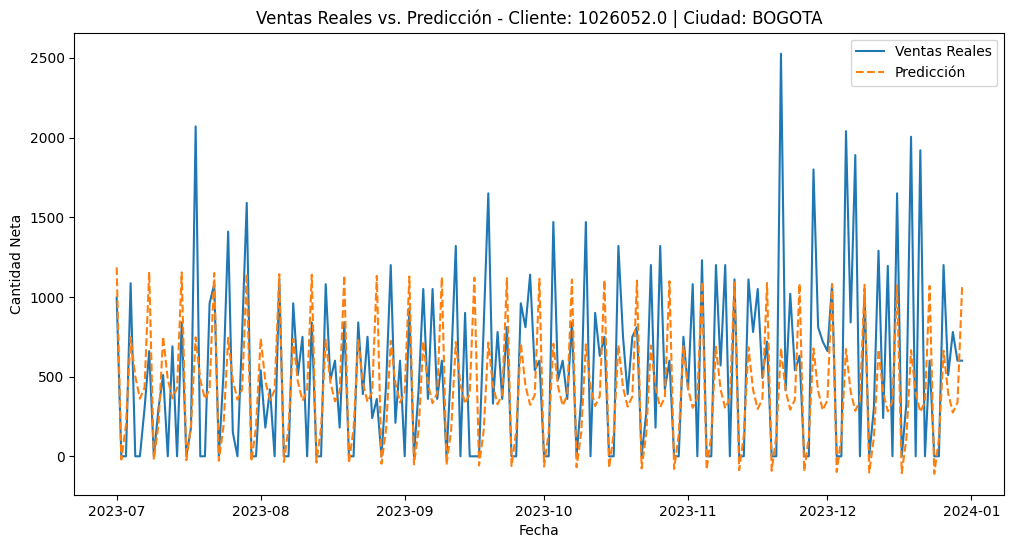 Ventas Reales vs. Predicción - Cliente: 1026052.0 | Ciudad: BOGOTA
Ventas Reales
Predicción
Cantidad Neta
2500
2000
1500
1000
500
0
2023-07 2023-08 2023-09 2023-10 2023-11 2023-12 2024-01
Fecha